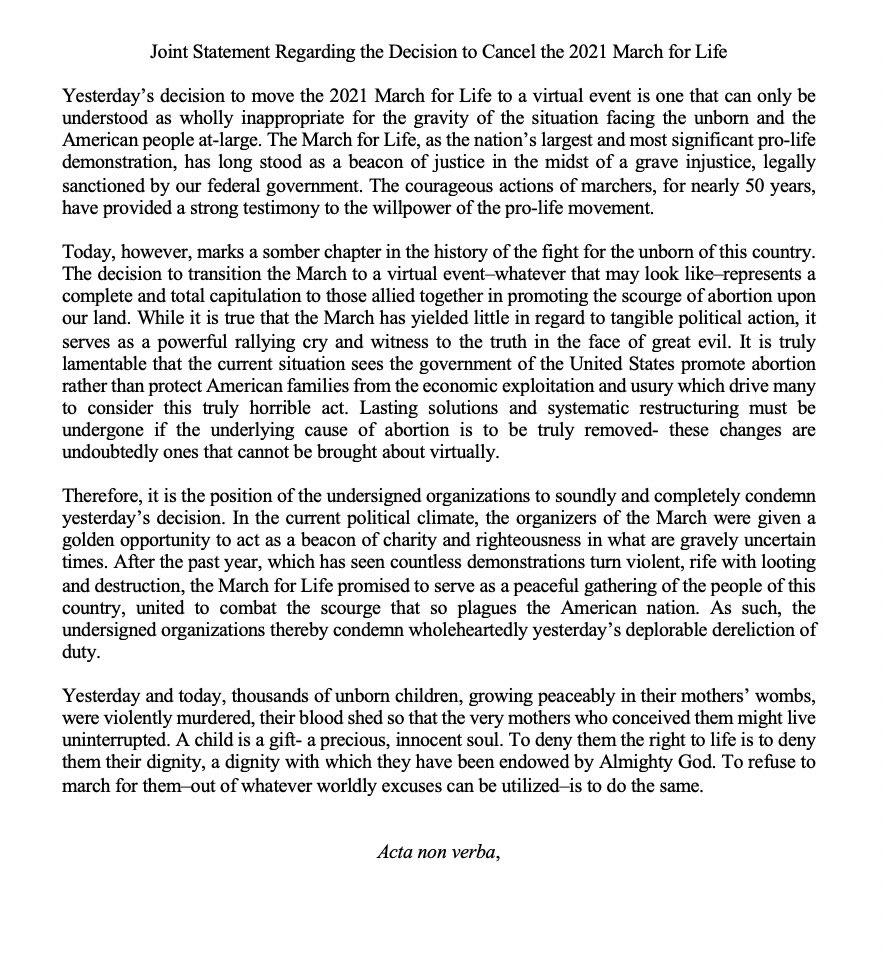 Joint Statement Regarding the Decision to Cancel the 2021 March for Life
Yesterday’s decision to move the 2021 March for Life to a virtual event is one that can only be
understood as wholly inappropriate for the gravity of the situation facing the unborn and the
American people at-large. The March for Life, as the nation’s largest and most significant pro-life
demonstration, has long stood as a beacon of justice in the midst of a grave injustice, legally
sanctioned by our federal government. The courageous actions of marchers, for nearly 50 years,
have provided a strong testimony to the willpower of the pro-life movement.
Today, however, marks a somber chapter in the history of the fight for the unborn of this country.
The decision to transition the March to a virtual event–whatever that may look like–represents a
complete and total capitulation to those allied together in promoting the scourge of abortion upon
our land. While it is true that the March has yielded little in regard to tangible political action, it
serves as a powerful rallying cry and witness to the truth in the face of great evil. It is truly
lamentable that the current situation sees the government of the United States promote abortion
rather than protect American families from the economic exploitation and usury which drive many
to consider this truly horrible act. Lasting solutions and systematic restructuring must be
undergone if the underlying cause of abortion is to be truly removed- these changes are
undoubtedly ones that cannot be brought about virtually.
Therefore, it is the position of the undersigned organizations to soundly and completely condemn
yesterday’s decision. In the current political climate, the organizers of the March were given a
golden opportunity to act as a beacon of charity and righteousness in what are gravely uncertain
times. After the past year, which has seen countless demonstrations turn violent, rife with looting
and destruction, the March for Life promised to serve as a peaceful gathering of the people of this
country, united to combat the scourge that so plagues the American nation. As such, the
undersigned organizations thereby condemn wholeheartedly yesterday’s deplorable dereliction of
duty.
Yesterday and today, thousands of unborn children, growing peaceably in their mothers’ wombs,
were violently murdered, their blood shed so that the very mothers who conceived them might live
uninterrupted. A child is a gift- a precious, innocent soul. To deny them the right to life is to deny
them their dignity, a dignity with which they have been endowed by Almighty God. To refuse to
march for them–out of whatever worldly excuses can be utilized–is to do the same.
Acta non verba,